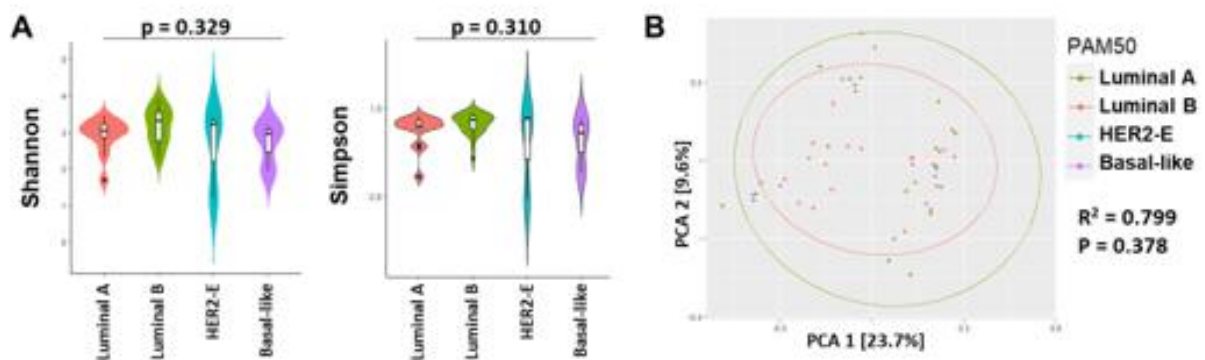 A
p = 0.329
Shannon
Luminal A
Luminal B
HER2-E
Basal-like
p = 0.310
Simpson
Luminal A
Luminal B
HER2-E
Basal-like
B
PCA 2 [9.6%]
PCA 1 [23.7%]
PAM50
Luminal A
Luminal B
HER2-E
Basal-like
R² = 0.799
P = 0.378